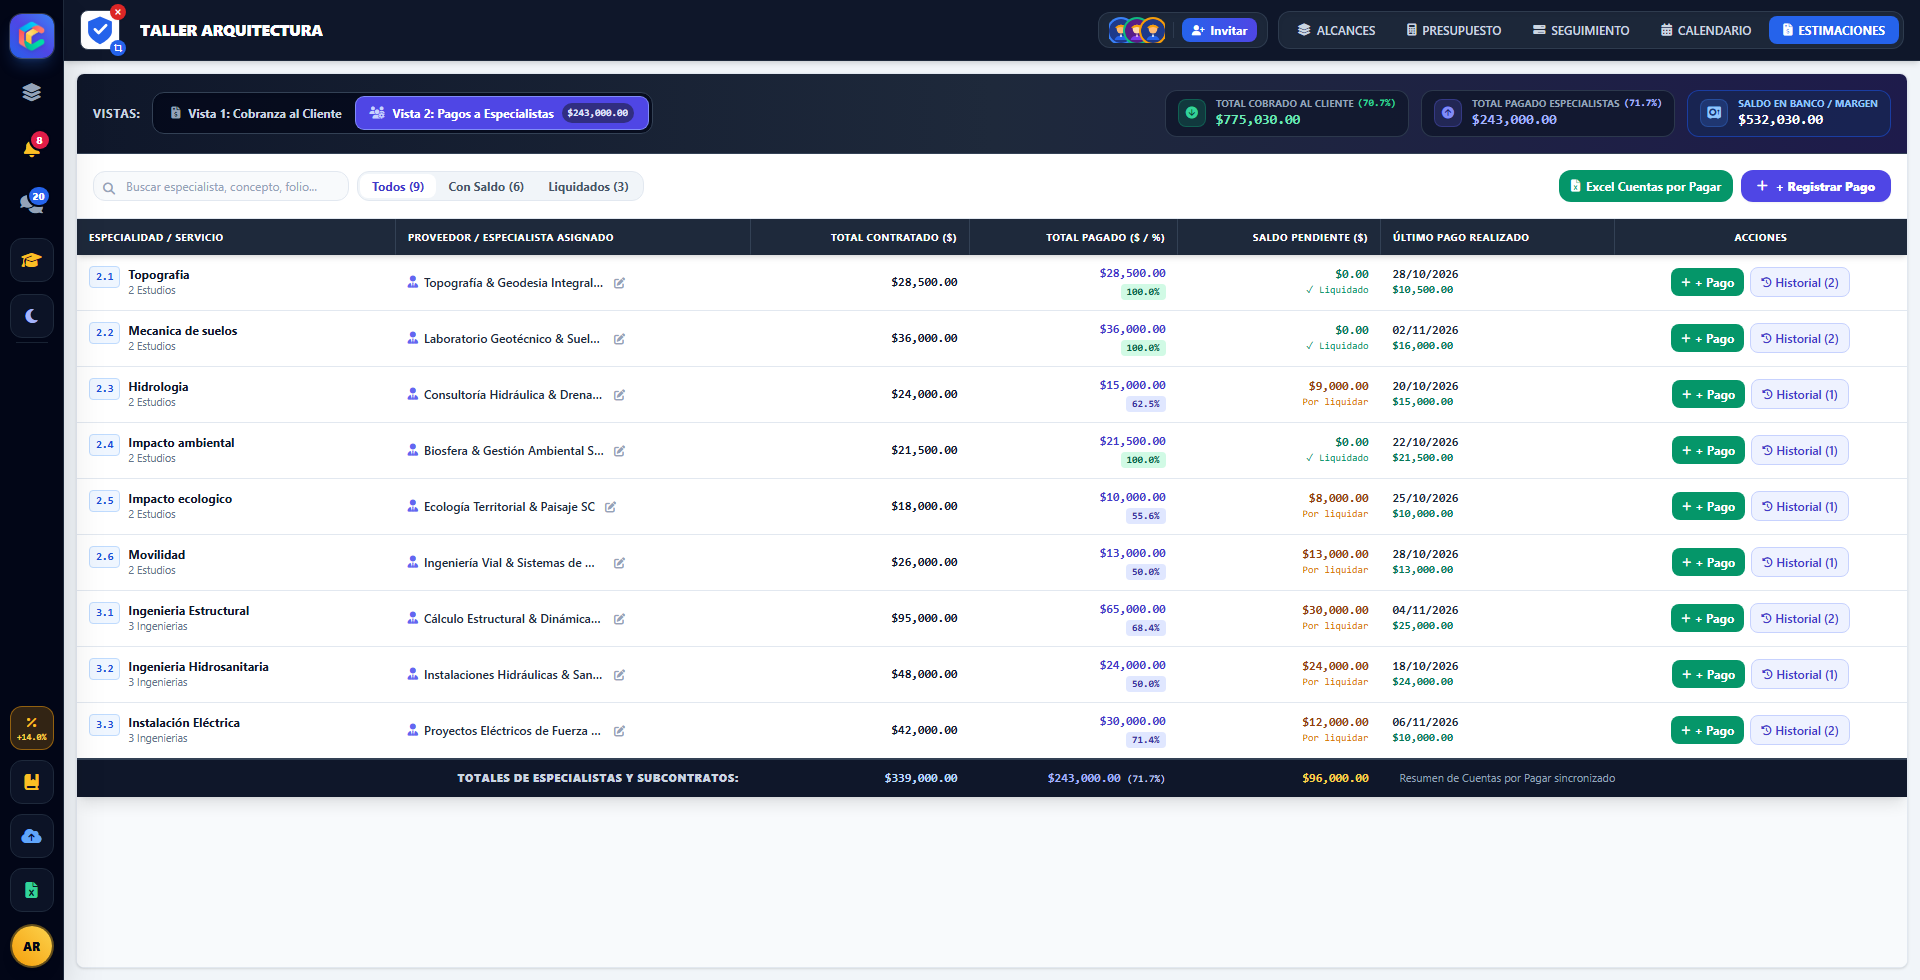 TALLER ARQUITECTURA
Invitar
ALCANCES
PRESUPUESTO
SEGUIMIENTO
CALENDARIO
ESTIMACIONES
8
20
+14.0%
AR
VISTAS:
Vista 1: Cobranza al Cliente
Vista 2: Pagos a Especialistas $243,000.00
TOTAL COBRADO AL CLIENTE (70.7%)
$775,030.00
TOTAL PAGADO ESPECIALISTAS (71.7%)
$243,000.00
SALDO EN BANCO / MARGEN
$532,030.00
Buscar especialista, concepto, folio...
Todos (9)
Con Saldo (6)
Liquidados (3)
Excel Cuentas por Pagar
+ + Registrar Pago
ESPECIALIDAD / SERVICIO PROVEEDOR / ESPECIALISTA ASIGNADO TOTAL CONTRATADO ($) TOTAL PAGADO ($ / %) SALDO PENDIENTE ($) ÚLTIMO PAGO REALIZADO ACCIONES
2.1 Topografia
2 Estudios
Topografía & Geodesia Integral...
$28,500.00
$28,500.00
100.0%
$0.00
✓ Liquidado
28/10/2026
$10,500.00
+ + Pago
Historial (2)
2.2 Mecanica de suelos
2 Estudios
Laboratorio Geotécnico & Suel...
$36,000.00
$36,000.00
100.0%
$0.00
✓ Liquidado
02/11/2026
$16,000.00
+ + Pago
Historial (2)
2.3 Hidrologia
2 Estudios
Consultoría Hidráulica & Drena...
$24,000.00
$15,000.00
62.5%
$9,000.00
Por liquidar
20/10/2026
$15,000.00
+ + Pago
Historial (1)
2.4 Impacto ambiental
2 Estudios
Biosfera & Gestión Ambiental S...
$21,500.00
$21,500.00
100.0%
$0.00
✓ Liquidado
22/10/2026
$21,500.00
+ + Pago
Historial (1)
2.5 Impacto ecologico
2 Estudios
Ecología Territorial & Paisaje SC
$18,000.00
$10,000.00
55.6%
$8,000.00
Por liquidar
25/10/2026
$10,000.00
+ + Pago
Historial (1)
2.6 Movilidad
2 Estudios
Ingeniería Vial & Sistemas de ...
$26,000.00
$13,000.00
50.0%
$13,000.00
Por liquidar
28/10/2026
$13,000.00
+ + Pago
Historial (1)
3.1 Ingenieria Estructural
3 Ingenierias
Cálculo Estructural & Dinámica...
$95,000.00
$65,000.00
68.4%
$30,000.00
Por liquidar
04/11/2026
$25,000.00
+ + Pago
Historial (2)
3.2 Ingenieria Hidrosanitaria
3 Ingenierias
Instalaciones Hidráulicas & San...
$48,000.00
$24,000.00
50.0%
$24,000.00
Por liquidar
18/10/2026
$24,000.00
+ + Pago
Historial (1)
3.3 Instalación Eléctrica
3 Ingenierias
Proyectos Eléctricos de Fuerza ...
$42,000.00
$30,000.00
71.4%
$12,000.00
Por liquidar
06/11/2026
$10,000.00
+ + Pago
Historial (2)
TOTALES DE ESPECIALISTAS Y SUBCONTRATOS: $339,000.00 $243,000.00 (71.7%) $96,000.00 Resumen de Cuentas por Pagar sincronizado